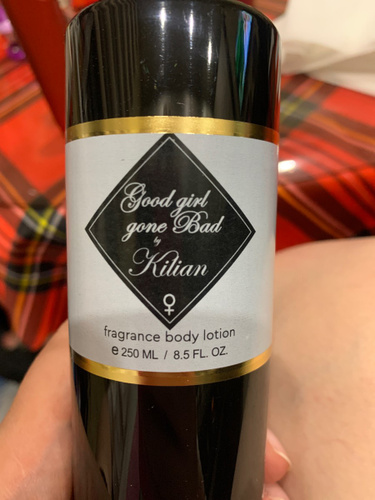 Good girl
gone Bad
by
Kilian
♀
fragrance body lotion
℮ 250 ML / 8.5 FL. OZ.